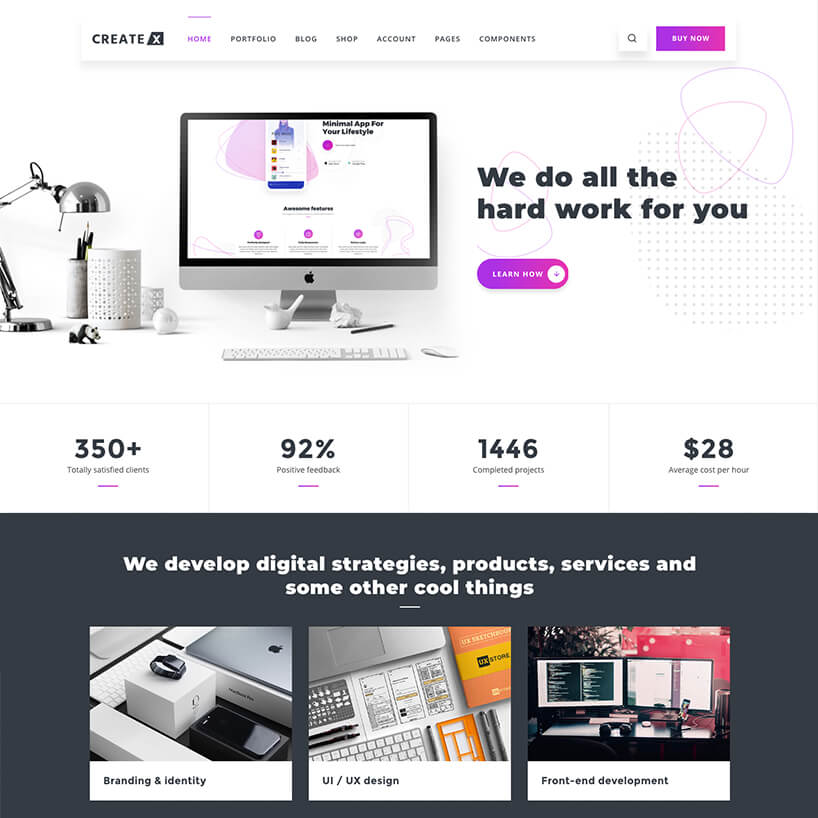 CREATE X
HOME
PORTFOLIO
BLOG
SHOP
ACCOUNT
PAGES
COMPONENTS
BUY NOW
Minimal App For
Your Lifestyle
Awesome features
We do all the
hard work for you
LEARN HOW
350+
Totally satisfied clients
92%
Positive feedback
1446
Completed projects
$28
Average cost per hour
We develop digital strategies, products, services and
some other cool things
MacBook Pro
UX SKETCHBOOK
UX STORE
Branding & identity
UI / UX design
Front-end development